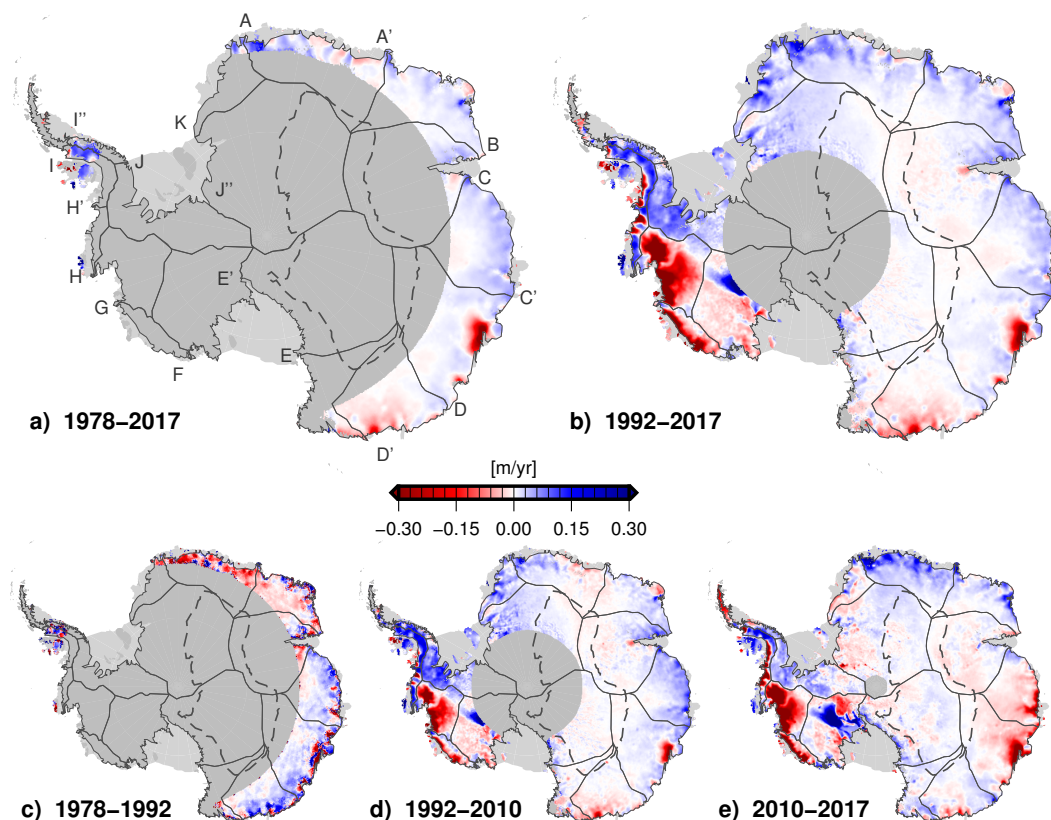 A
A'
I''
K
B
I
J
C
J''
H'
H
E'
G
C'
F
E
D
D'
a) 1978−2017
b) 1992−2017
[m/yr]
−0.30 −0.15 0.00 0.15 0.30
c) 1978−1992
d) 1992−2010
e) 2010−2017